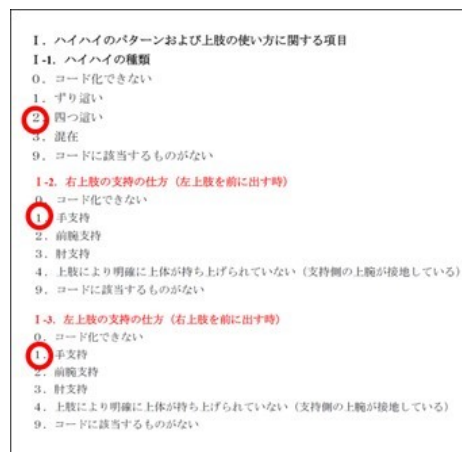 Ⅰ．ハイハイのパターンおよび上肢の使い方に関する項目
Ⅰ-1．ハイハイの種類
0．コード化できない
1．ずり這い
2．四つ這い
3．混在
9．コードに該当するものがない
Ⅰ-2．右上肢の支持の仕方（左上肢を前に出す時）
0．コード化できない
1．手支持
2．前腕支持
3．肘支持
4．上肢により明確に上体が持ち上げられていない（支持側の上腕が接地している）
9．コードに該当するものがない
Ⅰ-3．左上肢の支持の仕方（右上肢を前に出す時）
0．コード化できない
1．手支持
2．前腕支持
3．肘支持
4．上肢により明確に上体が持ち上げられていない（支持側の上腕が接地している）
9．コードに該当するものがない